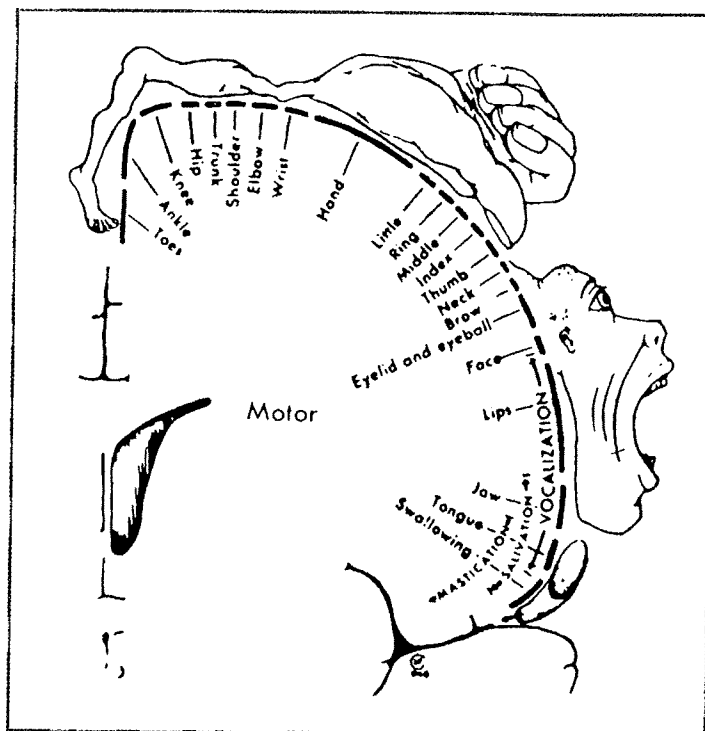 Toes
Ankle
Knee
Hip
Trunk
Shoulder
Elbow
Wrist
Hand
Little
Ring
Middle
Index
Thumb
Neck
Brow
Eyelid and eyeball
Face
Lips
VOCALIZATION
Jaw
Tongue
Swallowing
SALIVATION
MASTICATION
Motor